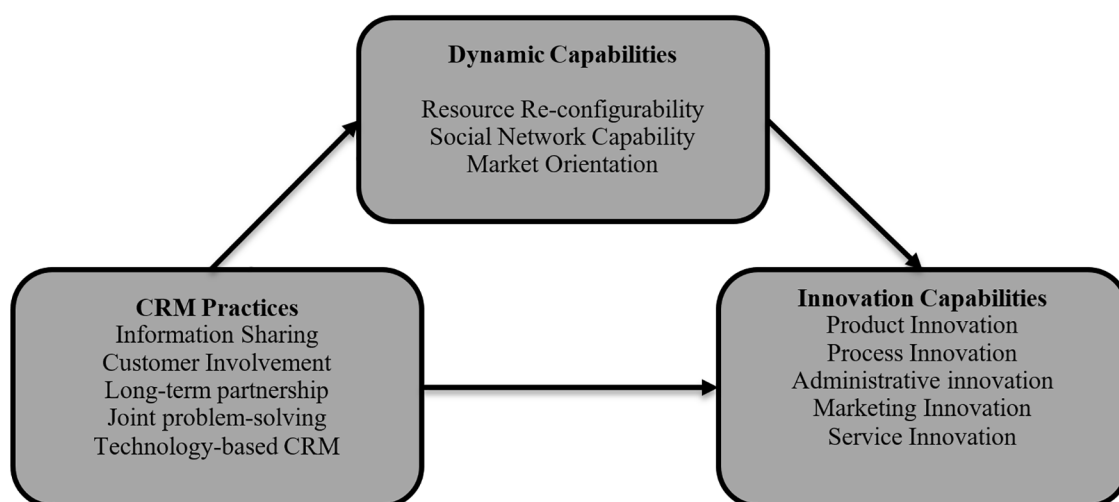 Dynamic Capabilities
Resource Re-configurability
Social Network Capability
Market Orientation
CRM Practices
Information Sharing
Customer Involvement
Long-term partnership
Joint problem-solving
Technology-based CRM
Innovation Capabilities
Product Innovation
Process Innovation
Administrative innovation
Marketing Innovation
Service Innovation